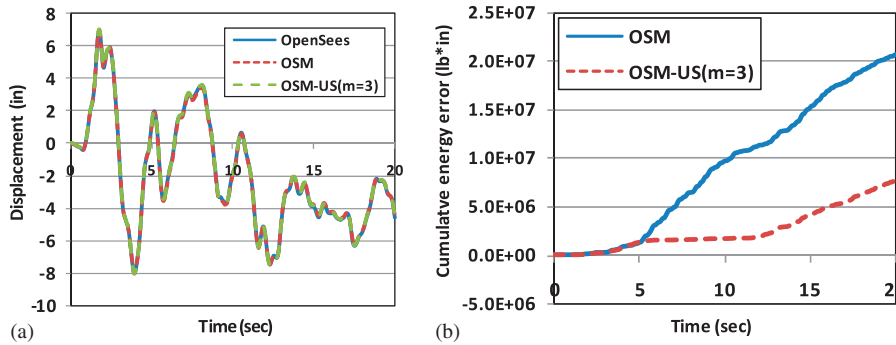 8
6
4
2
0
-2
-4
-6
-8
-10
Displacement (in)
0
5
10
15
20
Time (sec)
OpenSees
OSM
OSM-US(m=3)
(a)
2.5E+07
2.0E+07
1.5E+07
1.0E+07
5.0E+06
0.0E+00
-5.0E+06
Cumulatve energy error (lb*in)
0
5
10
15
2
Time (sec)
OSM
OSM-US(m=3)
(b)